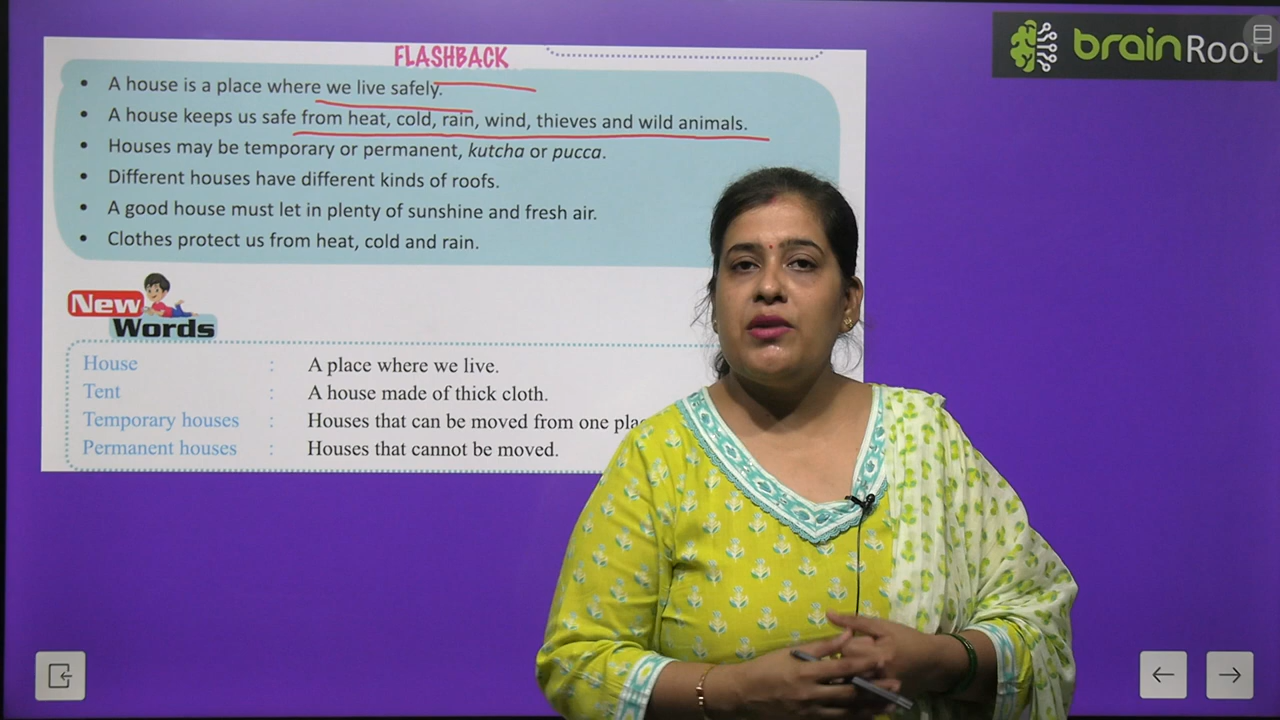 FLASHBACK
brainRoot
• A house is a place where we live safely.
• A house keeps us safe from heat, cold, rain, wind, thieves and wild animals.
• Houses may be temporary or permanent, kutcha or pucca.
• Different houses have different kinds of roofs.
• A good house must let in plenty of sunshine and fresh air.
• Clothes protect us from heat, cold and rain.
New
Words
House : A place where we live.
Tent : A house made of thick cloth.
Temporary houses : Houses that can be moved from one
Permanent houses : Houses that cannot be moved.